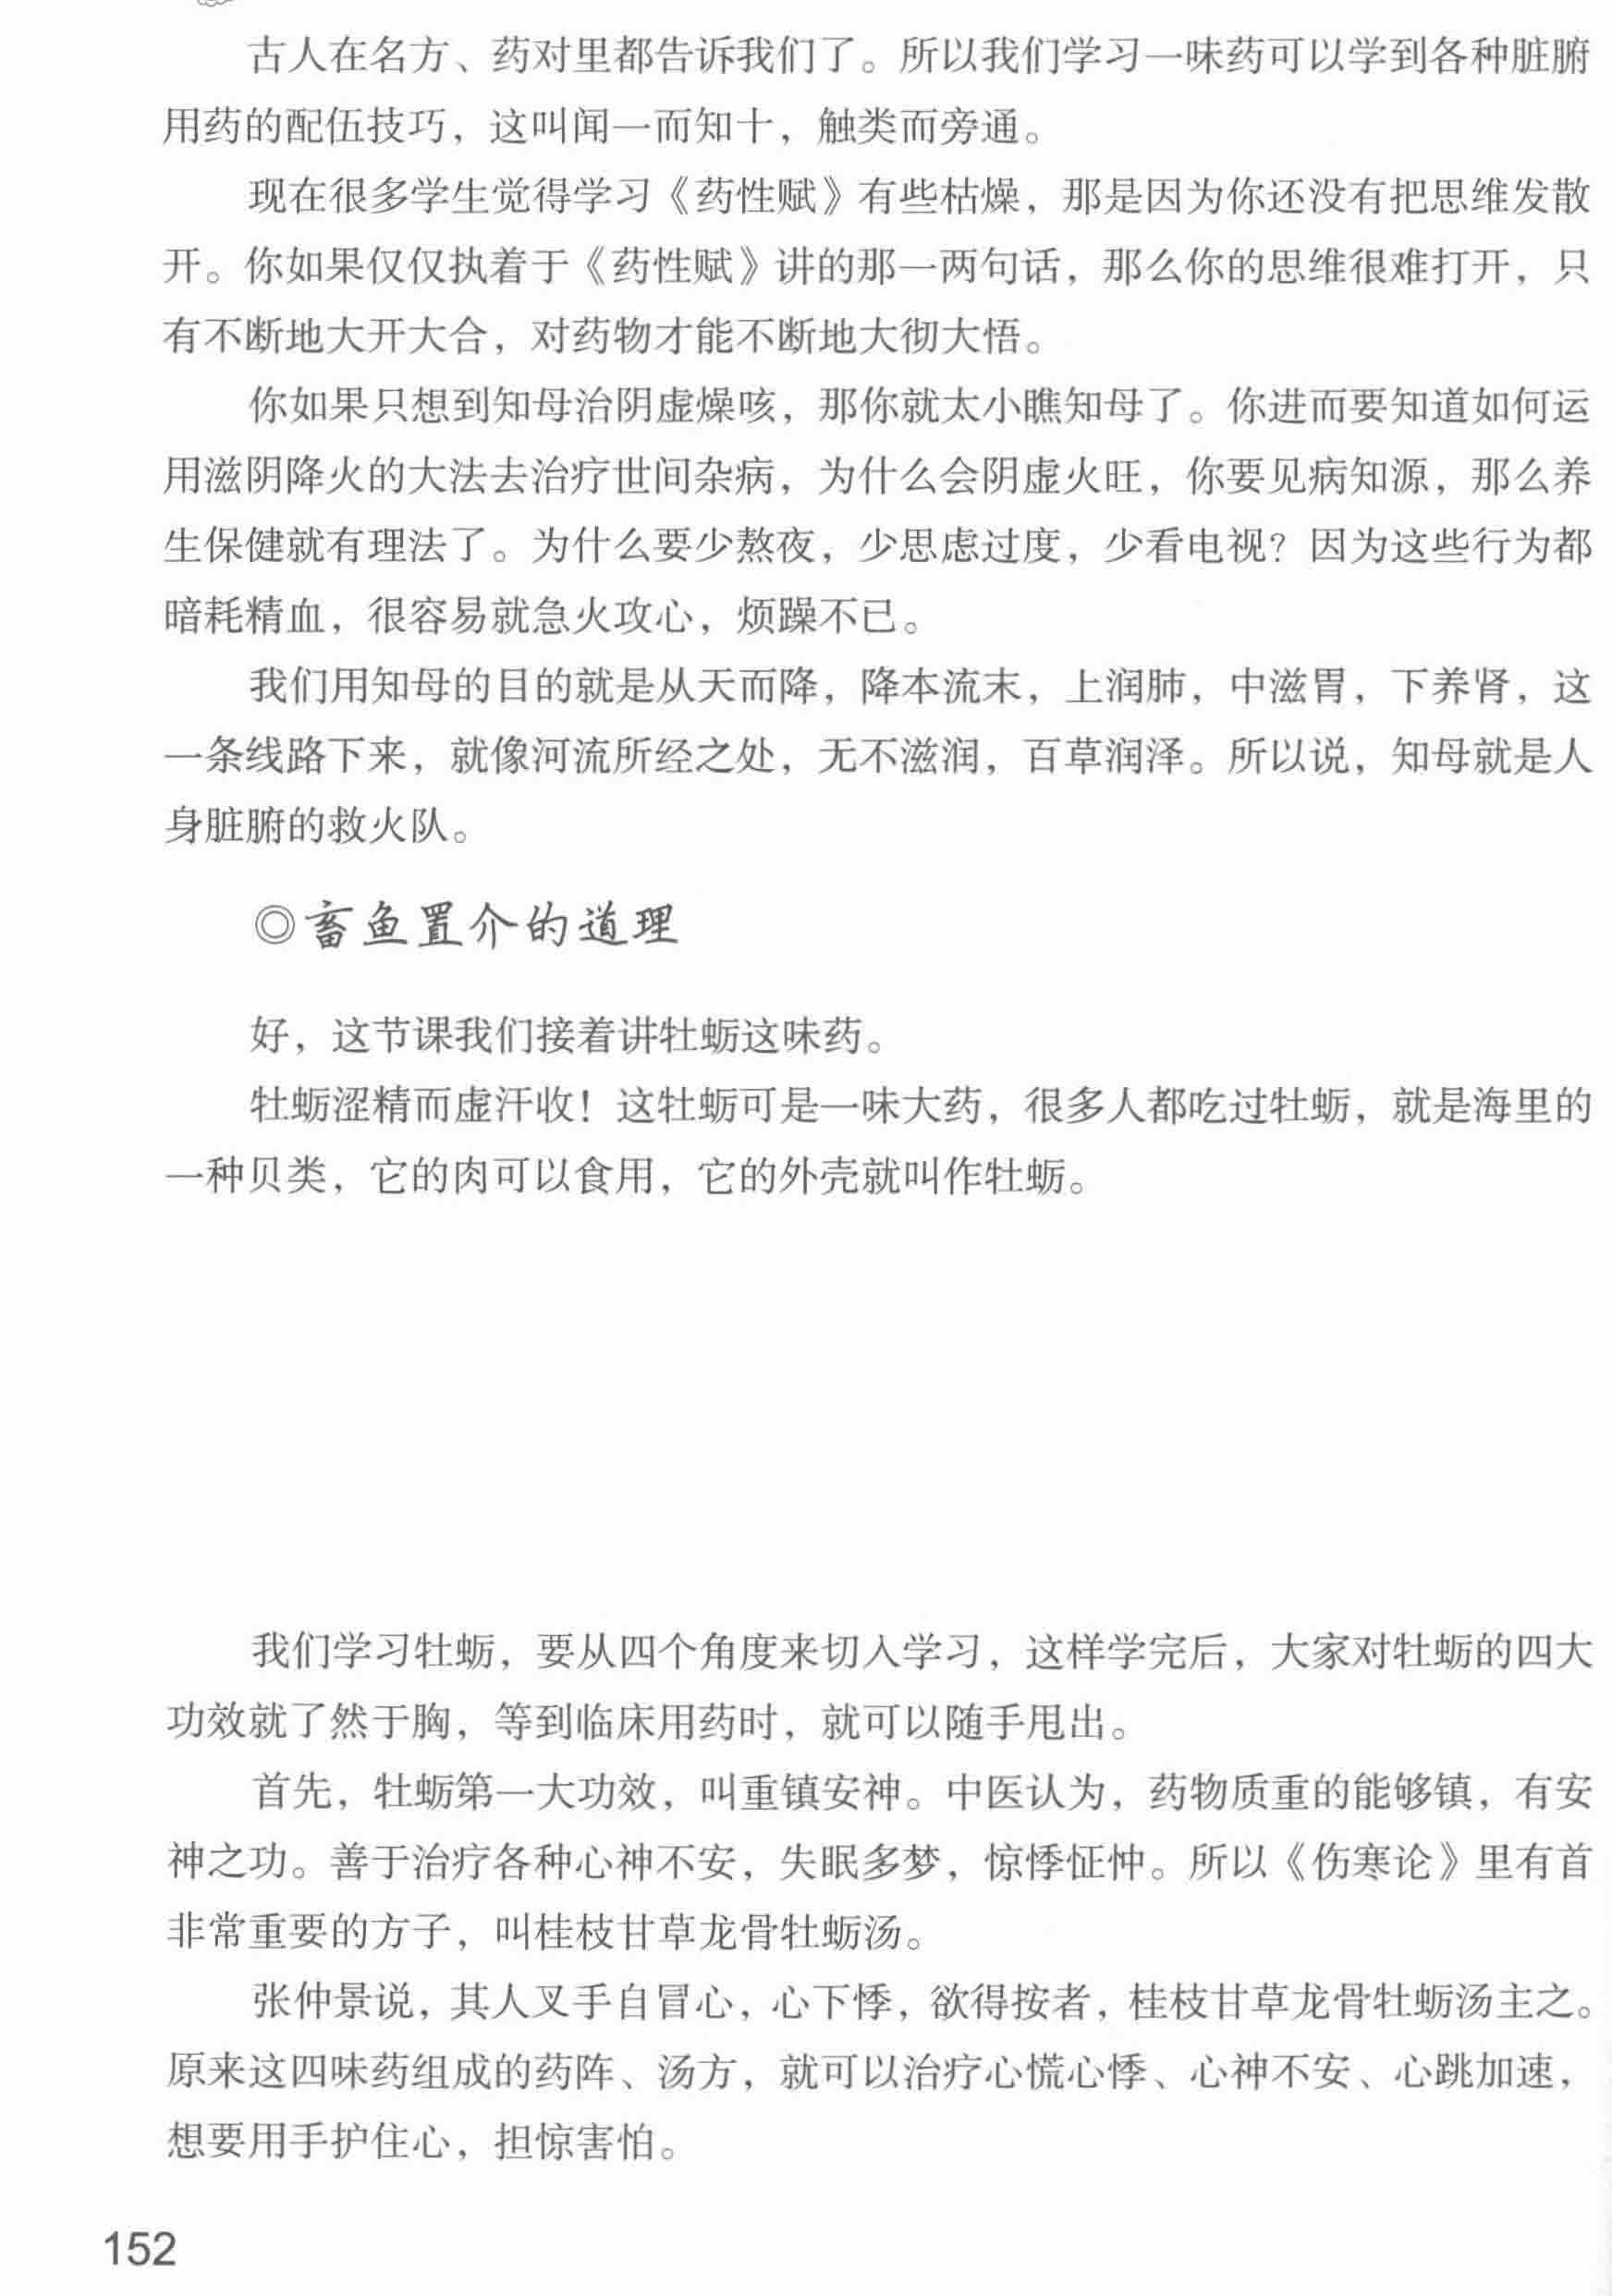 古人在名方、药对里都告诉我们了。所以我们学习一味药可以学到各种脏腑
用药的配伍技巧，这叫闻一而知十，触类而旁通。
现在很多学生觉得学习《药性赋》有些枯燥，那是因为你还没有把思维发散
开。你如果仅仅执着于《药性赋》讲的那一两句话，那么你的思维很难打开，只
有不断地大开大合，对药物才能不断地大彻大悟。
你如果只想到知母治阴虚燥咳，那你就太小瞧知母了。你进而要知道如何运
用滋阴降火的大法去治疗世间杂病，为什么会阴虚火旺，你要见病知源，那么养
生保健就有理法了。为什么要少熬夜，少思虑过度，少看电视？因为这些行为都
暗耗精血，很容易就急火攻心，烦躁不已。
我们用知母的目的就是从天而降，降本流末，上润肺，中滋胃，下养肾，这
一条线路下来，就像河流所经之处，无不滋润，百草润泽。所以说，知母就是人
身脏腑的救火队。
◎畜鱼置介的道理
好，这节课我们接着讲牡蛎这味药。
牡蛎涩精而虚汗收！这牡蛎可是一味大药，很多人都吃过牡蛎，就是海里的
一种贝类，它的肉可以食用，它的外壳就叫作牡蛎。
我们学习牡蛎，要从四个角度来切入学习，这样学完后，大家对牡蛎的四大
功效就了然于胸，等到临床用药时，就可以随手甩出。
首先，牡蛎第一大功效，叫重镇安神。中医认为，药物质重的能够镇，有安
神之功。善于治疗各种心神不安，失眠多梦，惊悸怔忡。所以《伤寒论》里有首
非常重要的方子，叫桂枝甘草龙骨牡蛎汤。
张仲景说，其人叉手自冒心，心下悸，欲得按者，桂枝甘草龙骨牡蛎汤主之。
原来这四味药组成的药阵、汤方，就可以治疗心慌心悸、心神不安、心跳加速，
想要用手护住心，担惊害怕。
152